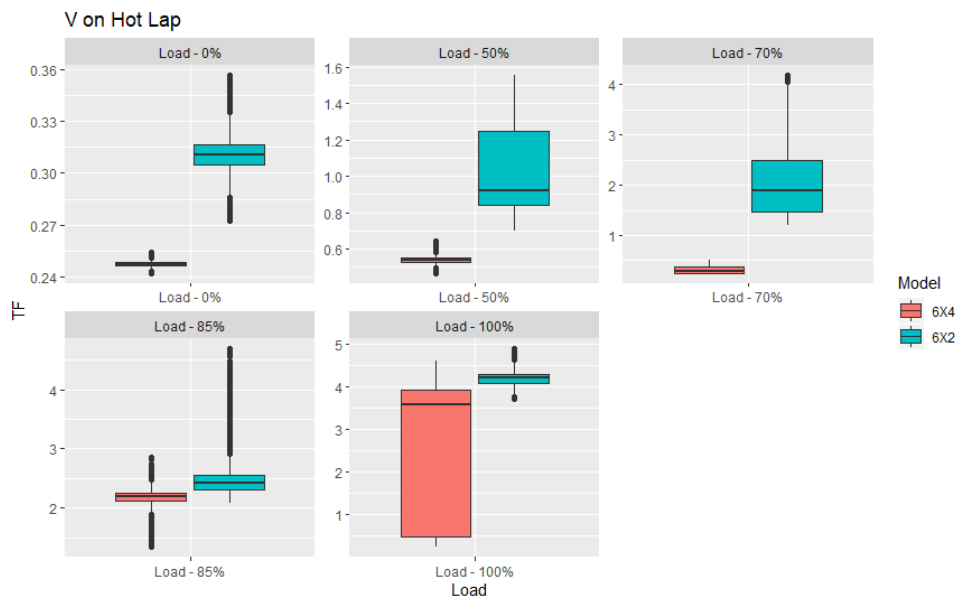 V on Hot Lap
Load - 0%
Load - 50%
Load - 70%
0.36
0.33
0.30
0.27
0.24
1.6
1.4
1.2
1.0
0.8
0.6
4
3
2
1
Load - 0%
Load - 50%
Load - 70%
TF
Load - 85%
Load - 100%
4
3
2
5
4
3
2
1
Load - 85%
Load - 100%
Load
Model
6X4
6X2